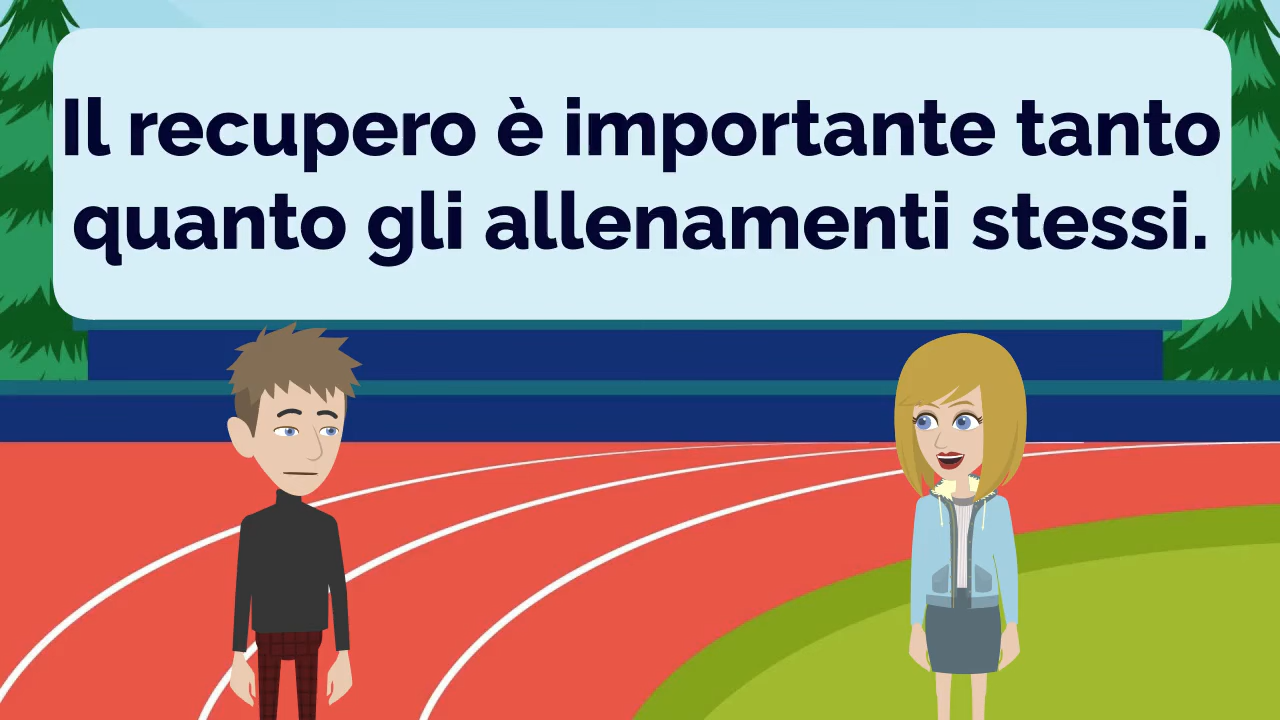 Il recupero è importante tanto
quanto gli allenamenti stessi.